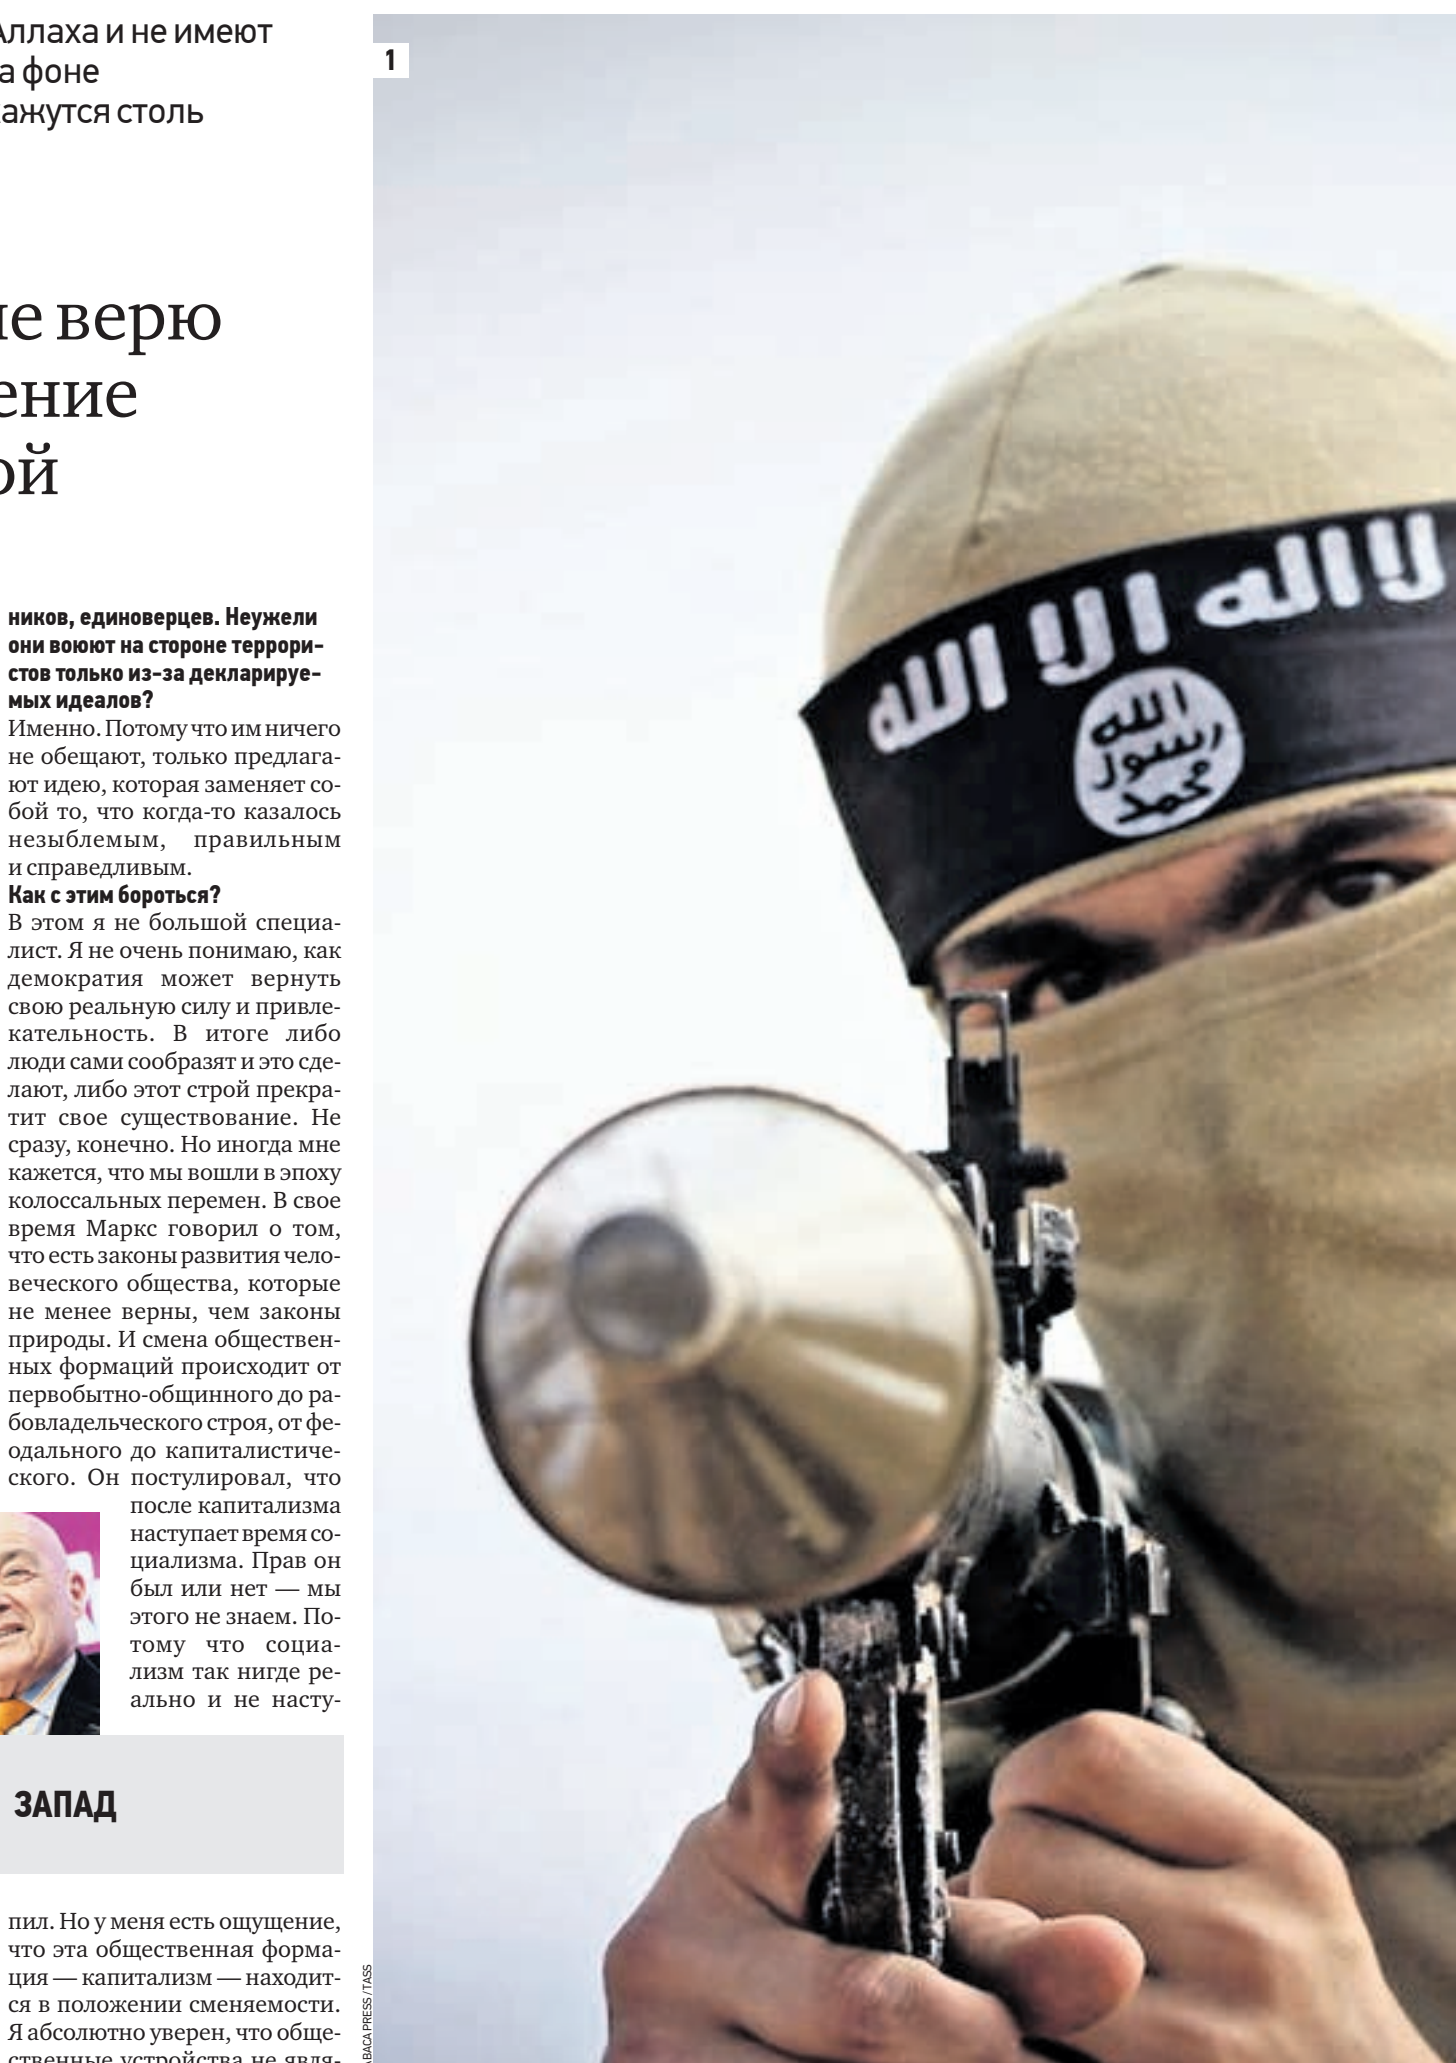 Аллаха и не имеют
а фоне
ажутся столь
не верю
ение
ой
ников, единоверцев. Неужели
они воюют на стороне террори-
стов только из-за декларируе-
мых идеалов?
Именно. Потому что им ничего
не обещают, только предлага-
ют идею, которая заменяет со-
бой то, что когда-то казалось
незыблемым, правильным
и справедливым.
Как с этим бороться?
В этом я не большой специа-
лист. Я не очень понимаю, как
демократия может вернуть
свою реальную силу и привле-
кательность. В итоге либо
люди сами сообразят и это сде-
лают, либо этот строй прекра-
тит свое существование. Не
сразу, конечно. Но иногда мне
кажется, что мы вошли в эпоху
колоссальных перемен. В свое
время Маркс говорил о том,
что есть законы развития чело-
веческого общества, которые
не менее верны, чем законы
природы. И смена обществен-
ных формаций происходит от
первобытно-общинного до ра-
бовладельческого строя, от фе-
одального до капиталистиче-
ского. Он постулировал, что
после капитализма
наступает время со-
циализма. Прав он
был или нет — мы
этого не знаем. По-
тому что социа-
лизм так нигде ре-
ально и не насту-
ЗАПАД
пил. Но у меня есть ощущение,
что эта общественная форма-
ция — капитализм — находит-
ся в положении сменяемости.
Я абсолютно уверен, что обще-
ственные устройства не явля-
1
لا اله الا الله
الله
رسول
محمد
ABACA PRESS / TASS